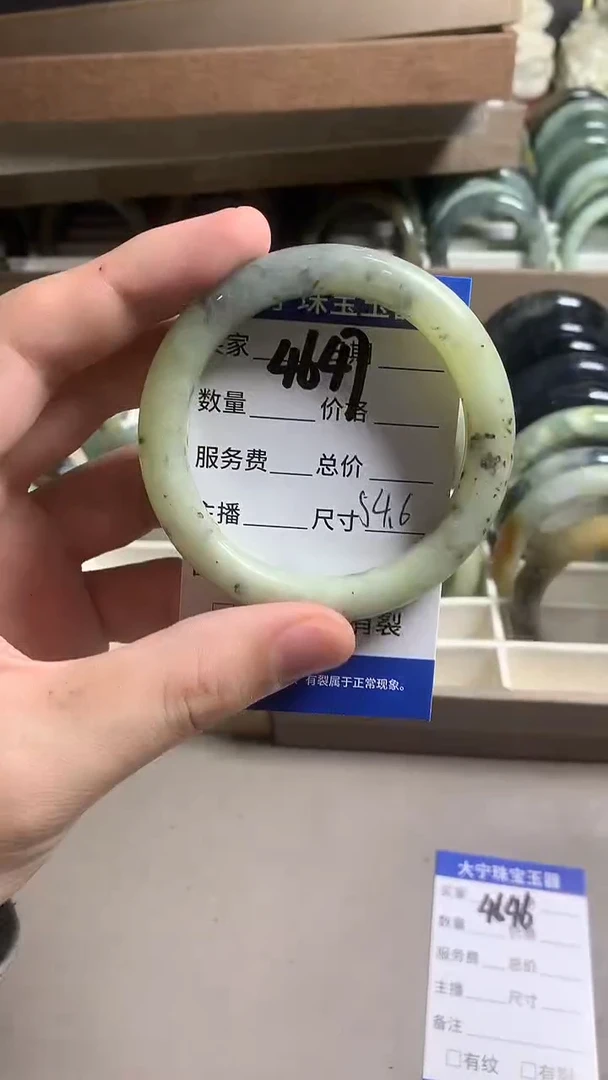 宁珠宝玉器
家 4647 期
数量 价格
服务费 总价
主播 尺寸 54.6
有裂
有裂属于正常现象。
大宁珠宝玉器
买家 4646
数量
服务费 总价
主播 尺寸
备注
□有纹 □有裂